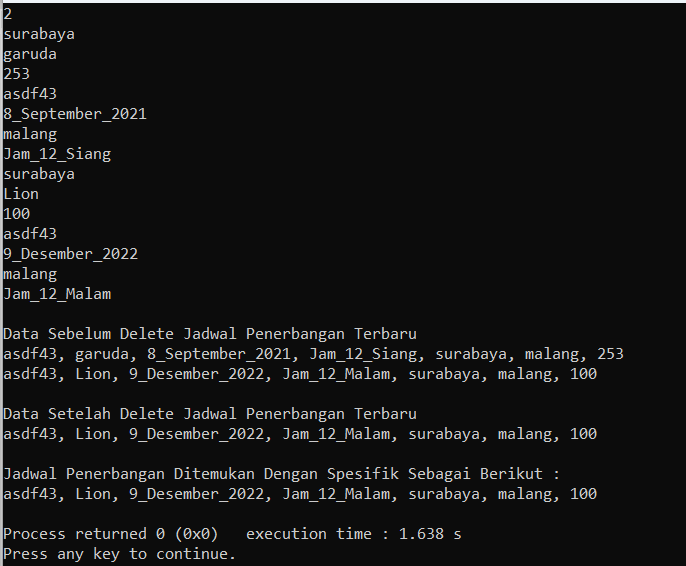 2
surabaya
garuda
253
asdf43
8_September_2021
malang
Jam_12_Siang
surabaya
Lion
100
asdf43
9_Desember_2022
malang
Jam_12_Malam
Data Sebelum Delete Jadwal Penerbangan Terbaru
asdf43, garuda, 8_September_2021, Jam_12_Siang, surabaya, malang, 253
asdf43, Lion, 9_Desember_2022, Jam_12_Malam, surabaya, malang, 100
Data Setelah Delete Jadwal Penerbangan Terbaru
asdf43, Lion, 9_Desember_2022, Jam_12_Malam, surabaya, malang, 100
Jadwal Penerbangan Ditemukan Dengan Spesifik Sebagai Berikut :
asdf43, Lion, 9_Desember_2022, Jam_12_Malam, surabaya, malang, 100
Process returned 0 (0x0)   execution time : 1.638 s
Press any key to continue.